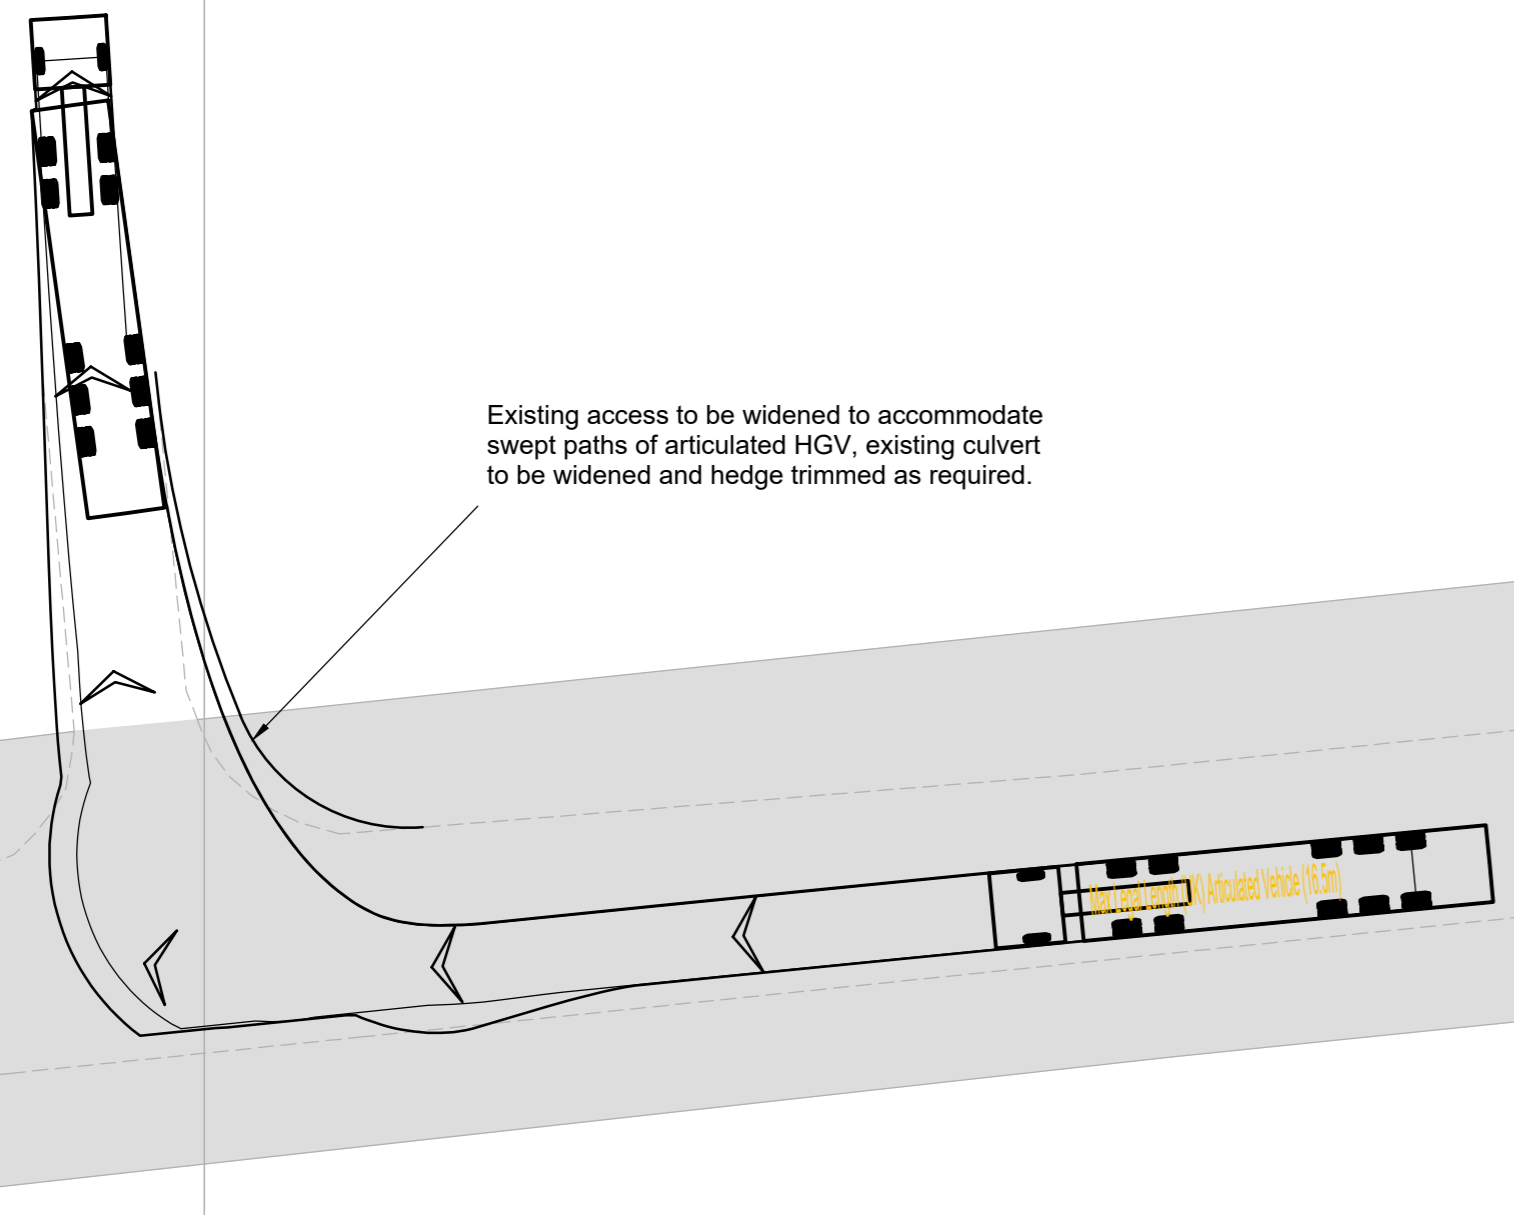 Existing access to be widened to accommodate
swept paths of articulated HGV, existing culvert
to be widened and hedge trimmed as required.
Max Legal Length (UK) Articulated Vehicle (16.5m)